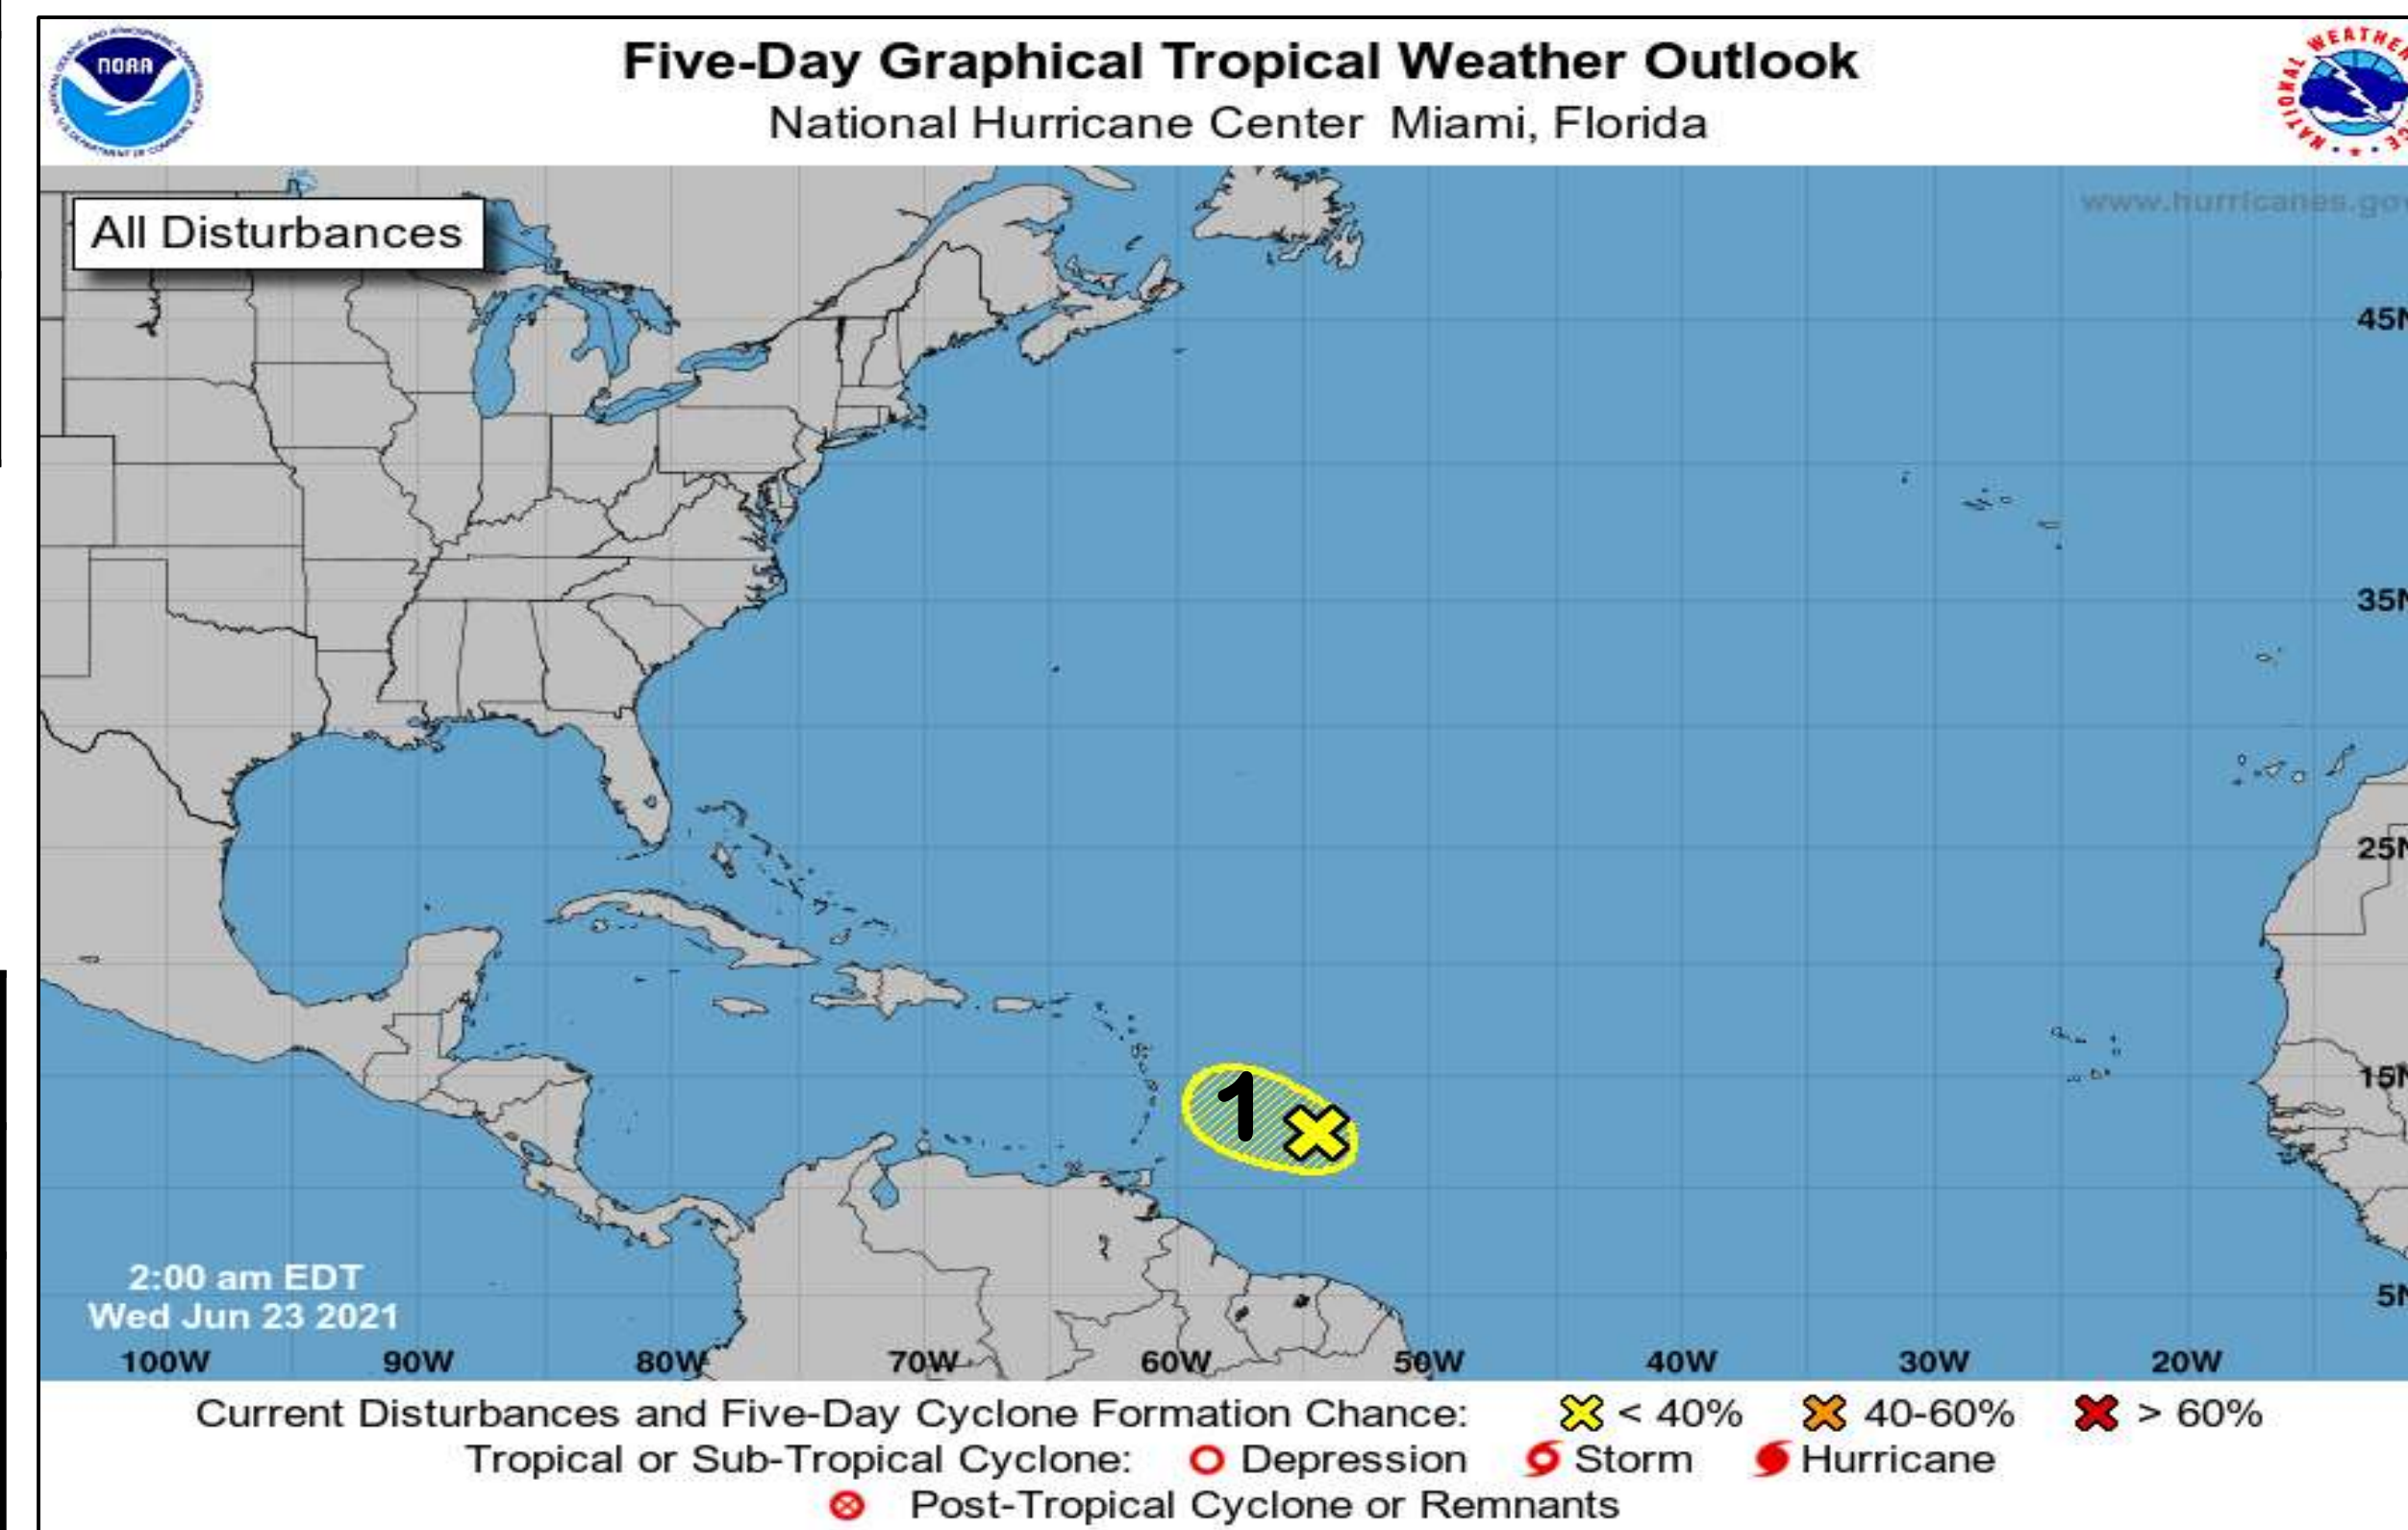 NOAA
Five-Day Graphical Tropical Weather Outlook
National Hurricane Center Miami, Florida
NATIONAL WEATHER
All Disturbances
www.hurricanes.gov
45N
35N
25N
15N
5N
1
2:00 am EDT
Wed Jun 23 2021
100W 90W 80W 70W 60W 50W 40W 30W 20W
Current Disturbances and Five-Day Cyclone Formation Chance: < 40% 40-60% > 60%
Tropical or Sub-Tropical Cyclone: Depression Storm Hurricane
Post-Tropical Cyclone or Remnants